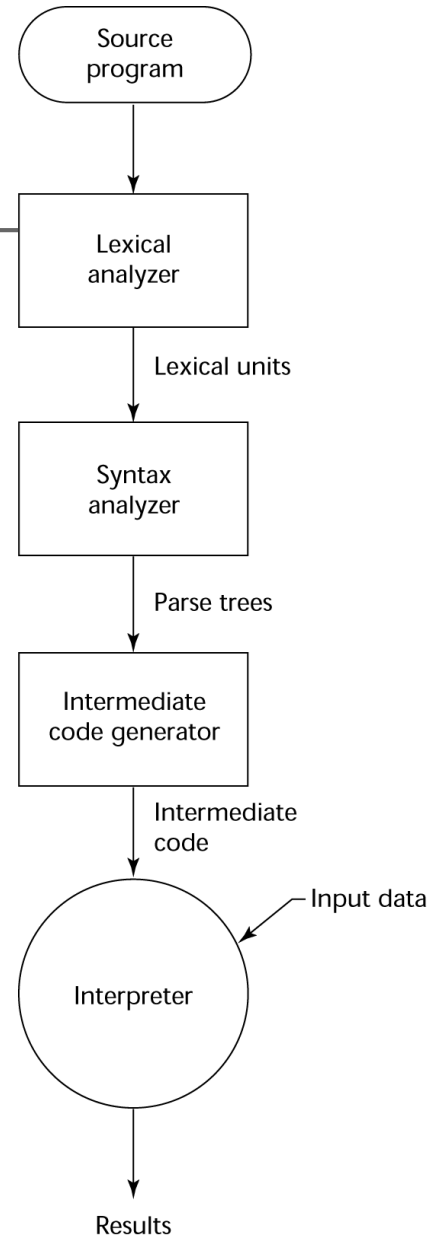 Source
program
Lexical
analyzer
Lexical units
Syntax
analyzer
Parse trees
Intermediate
code generator
Intermediate
code
Input data
Interpreter
Results